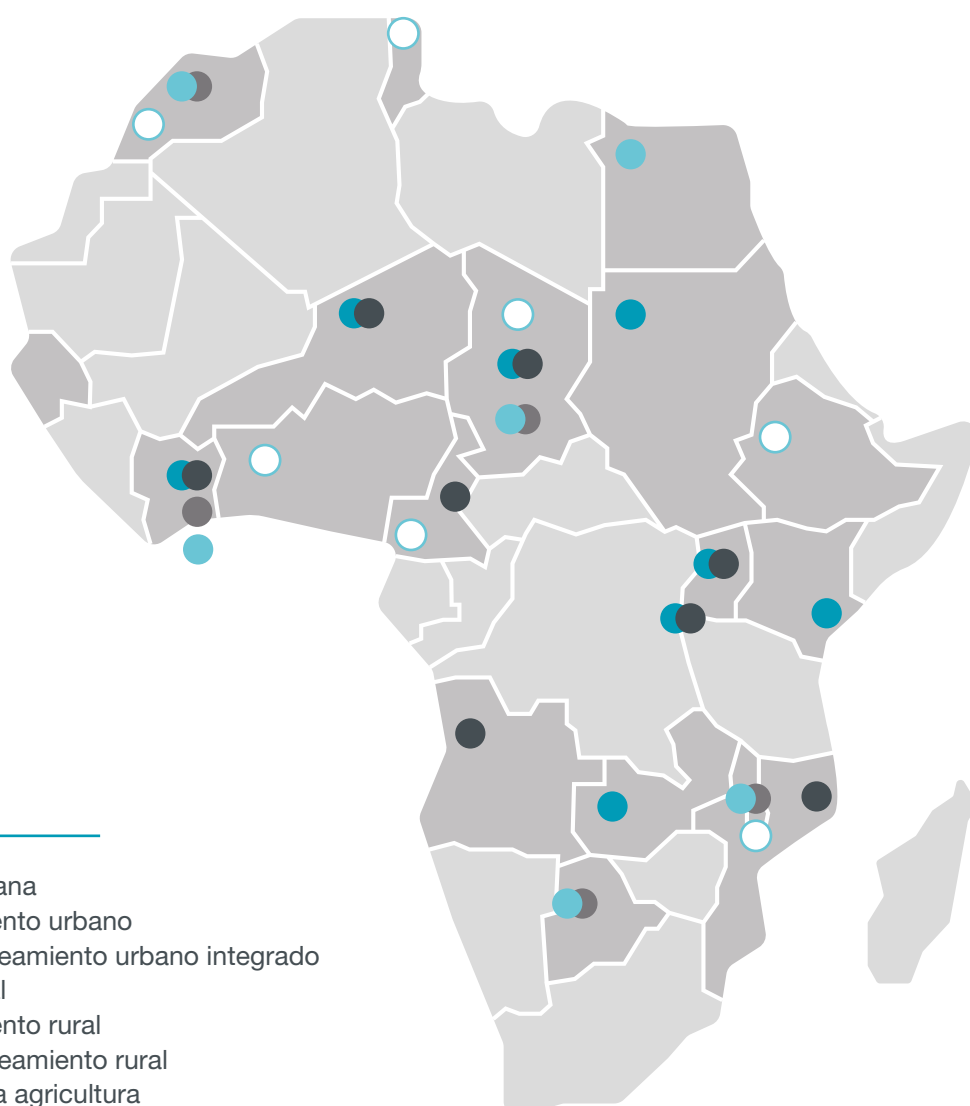 ana
ento urbano
eamiento urbano integrado
l
ento rural
eamiento rural
a agricultura